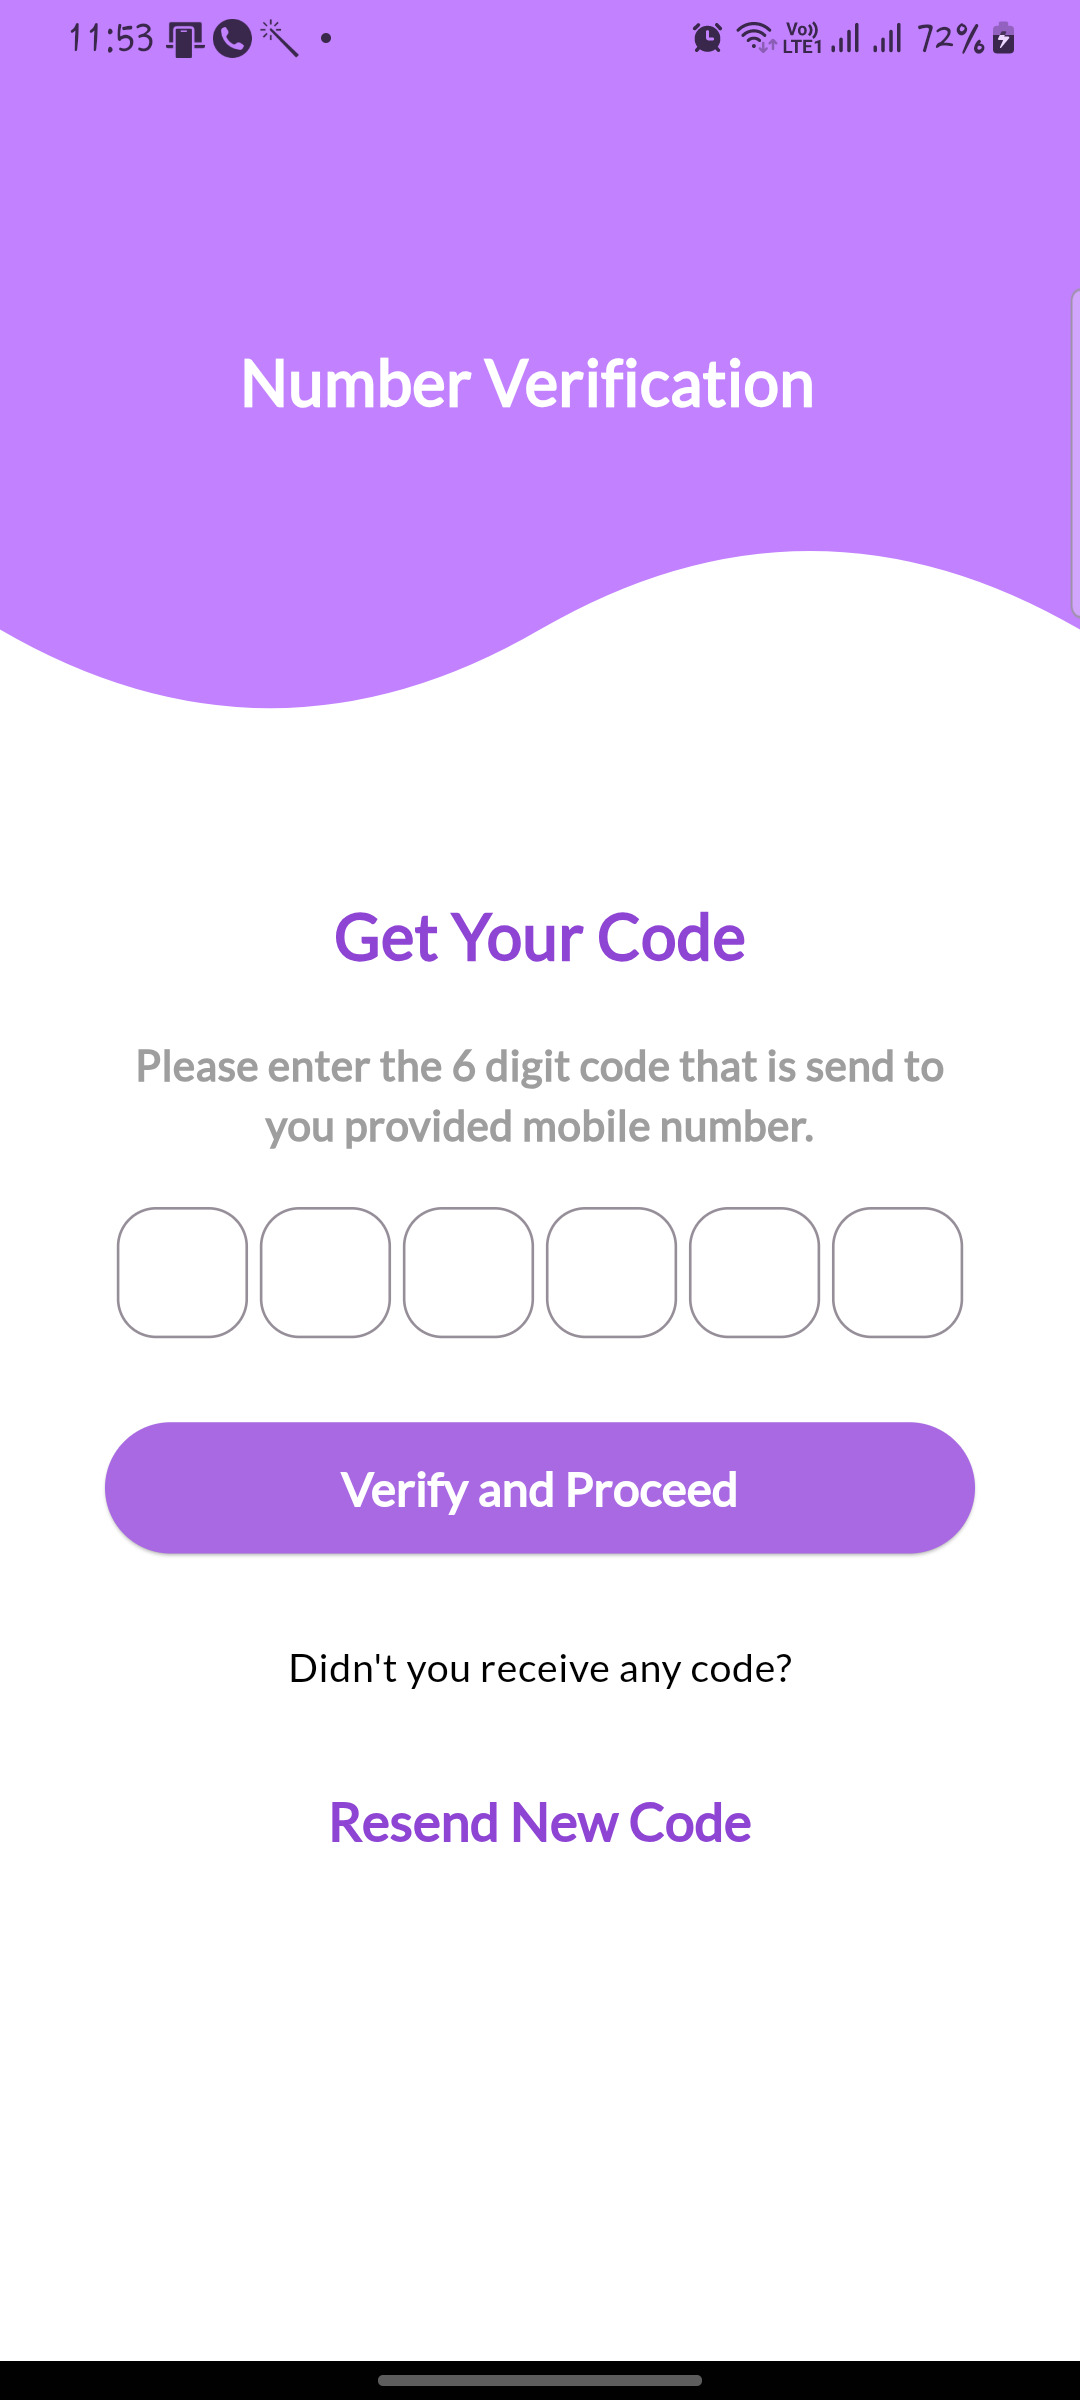 11:53
Vo)) LTE1 72%
Number Verification
Get Your Code
Please enter the 6 digit code that is send to
you provided mobile number.
Verify and Proceed
Didn't you receive any code?
Resend New Code